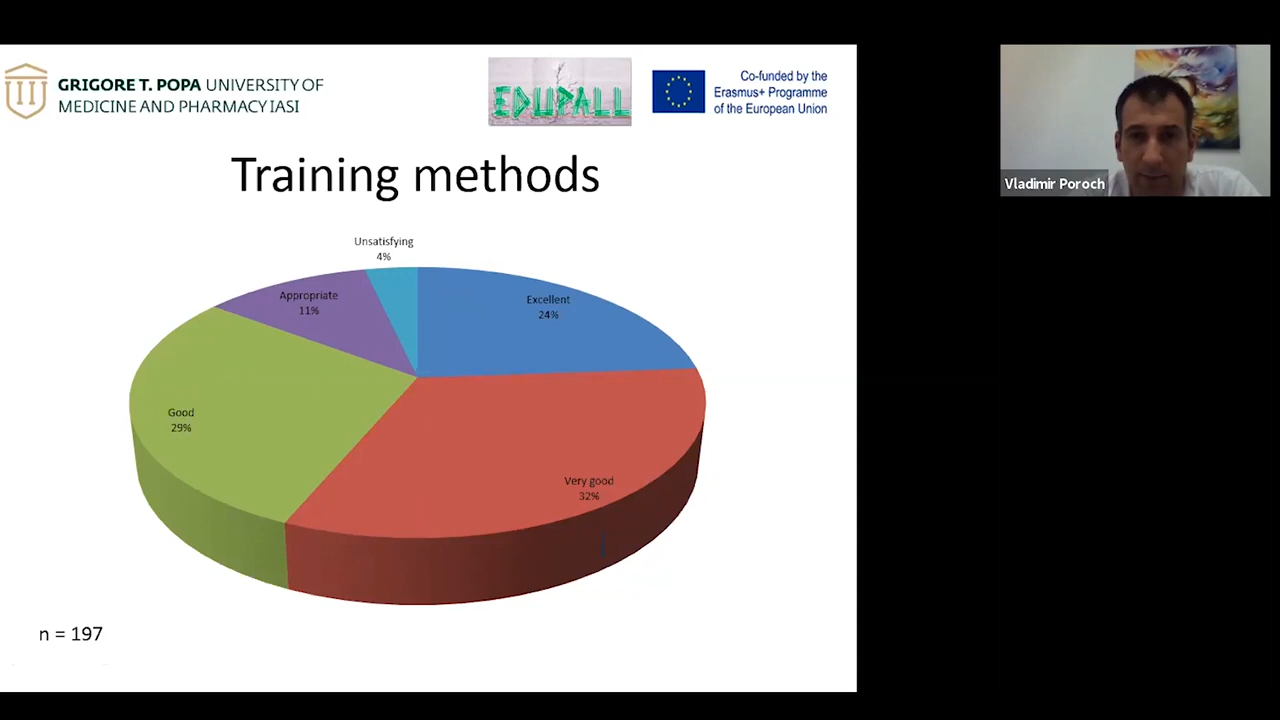 GRIGORE T. POPA UNIVERSITY OF
MEDICINE AND PHARMACY IASI
EDUPALL
Co-funded by the
Erasmus+ Programme
of the European Union
Training methods
Unsatisfying
4%
Appropriate
11%
Excellent
24%
Good
29%
Very good
32%
n = 197
Vladimir Poroch